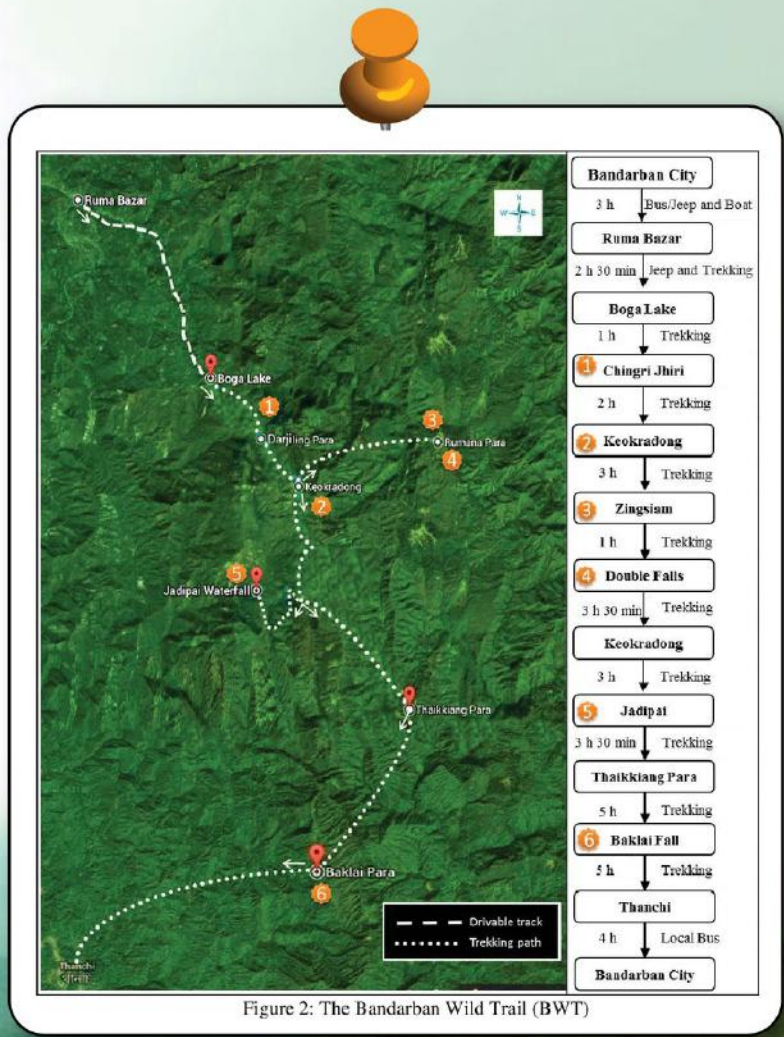 Ruma Bazar
N
W E
S
Boga Lake
1
Darjiling Para
3
Rumana Para
4
Keokradong
2
5
Jadipai Waterfall
Thaikkiang Para
Baklai Para
6
Thanchi
Drivable track
Trekking path
Bandarban City
3 h Bus/Jeep and Boat
Ruma Bazar
2 h 30 min Jeep and Trekking
Boga Lake
1 h Trekking
1 Chingri Jhiri
2 h Trekking
2 Keokradong
3 h Trekking
3 Zingsiam
1 h Trekking
4 Double Falls
3 h 30 min Trekking
Keokradong
3 h Trekking
5 Jadipai
3 h 30 min Trekking
Thaikkiang Para
5 h Trekking
6 Baklai Fall
5 h Trekking
Thanchi
4 h Local Bus
Bandarban City
Figure 2: The Bandarban Wild Trail (BWT)